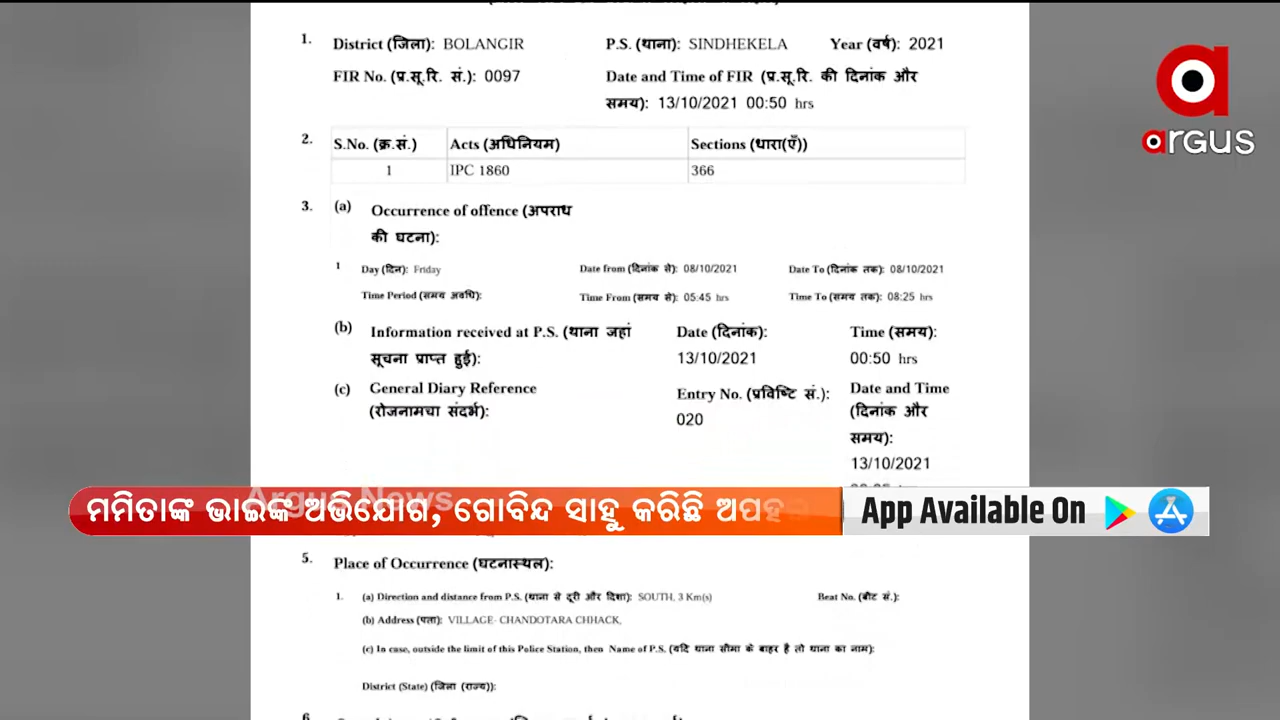 1. District (जिला): BOLANGIR P.S. (थाना): SINDHEKELA Year (वर्ष): 2021
FIR No. (प्र.सू.रि. सं.): 0097 Date and Time of FIR (प्र.सू.रि. की दिनांक और
समय): 13/10/2021 00:50 hrs
argus
2. S.No. (क्र.सं.) Acts (अधिनियम) Sections (धारा(एँ))
1 IPC 1860 366
3. (a) Occurrence of offence (अपराध
की घटना):
1 Day (दिन): Friday Date from (दिनांक से): 08/10/2021 Date To (दिनांक तक): 08/10/2021
Time Period (समय अवधि): Time From (समय से): 05:45 hrs Time To (समय तक): 08:25 hrs
(b) Information received at P.S. (थाना जहां Date (दिनांक): Time (समय):
सूचना प्राप्त हुई): 13/10/2021 00:50 hrs
(c) General Diary Reference Entry No. (प्रविष्टि सं.): Date and Time
(रोजनामचा संदर्भ): 020 (दिनांक और
समय):
13/10/2021
Argus News
ମମିତାଙ୍କ ଭାଇଙ୍କ ଅଭିଯୋଗ, ଗୋବିନ୍ଦ ସାହୁ କରିଛି
App Available On
5. Place of Occurrence (घटनास्थल):
1. (a) Direction and distance from P.S. (थाना से दूरी और दिशा): SOUTH, 3 Km(s) Beat No. (बीट सं.):
(b) Address (पता): VILLAGE- CHANDOTARA CHHACK,
(c) In case, outside the limit of this Police Station, then Name of P.S. (यदि थाना सीमा के बाहर है तो थाना का नाम):
District (State) (जिला (राज्य)):